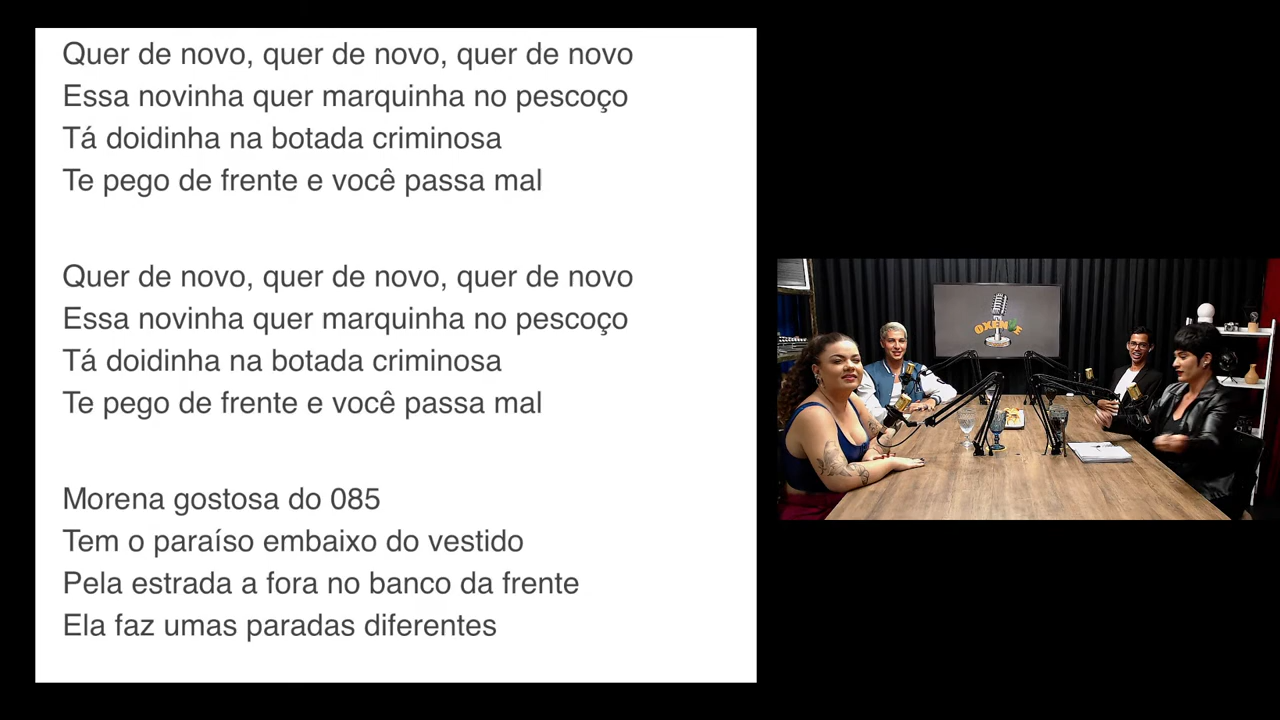 Quer de novo, quer de novo, quer de novo
Essa novinha quer marquinha no pescoço
Tá doidinha na botada criminosa
Te pego de frente e você passa mal
Quer de novo, quer de novo, quer de novo
Essa novinha quer marquinha no pescoço
Tá doidinha na botada criminosa
Te pego de frente e você passa mal
Morena gostosa do 085
Tem o paraíso embaixo do vestido
Pela estrada a fora no banco da frente
Ela faz umas paradas diferentes